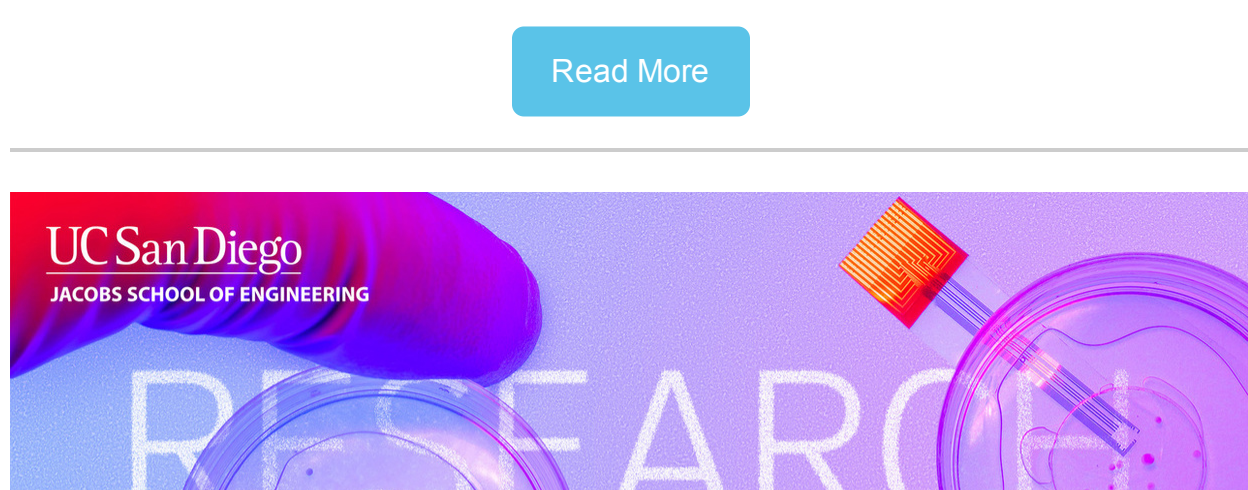 Read More
UC San Diego
JACOBS SCHOOL OF ENGINEERING
RESEARCH